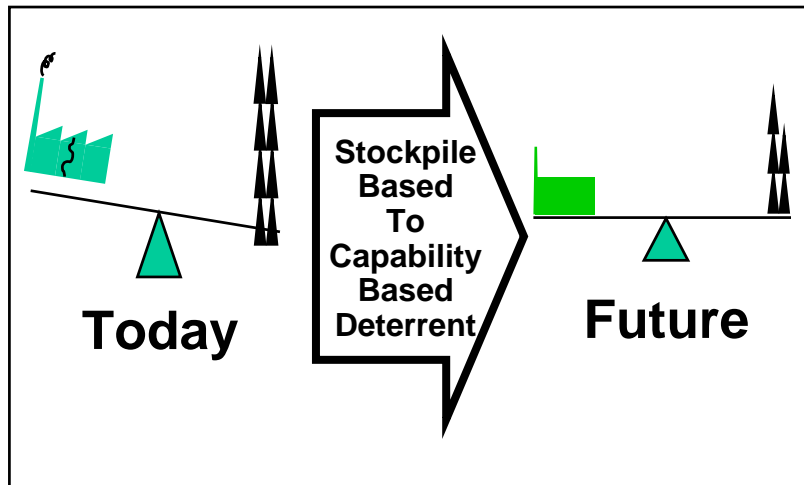 Today
Stockpile
Based
To
Capability
Based
Deterrent
Future